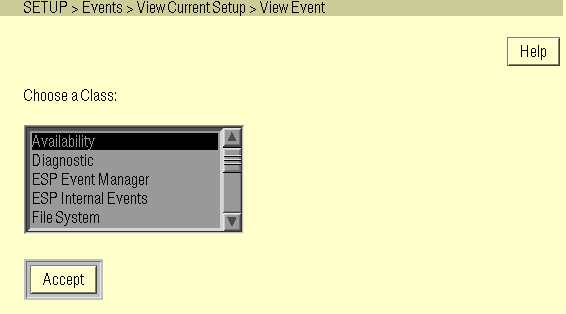 SETUP > Events > View Current Setup > View Event
Help
Choose a Class:
Availability
Diagnostic
ESP Event Manager
ESP Internal Events
File System
Accept